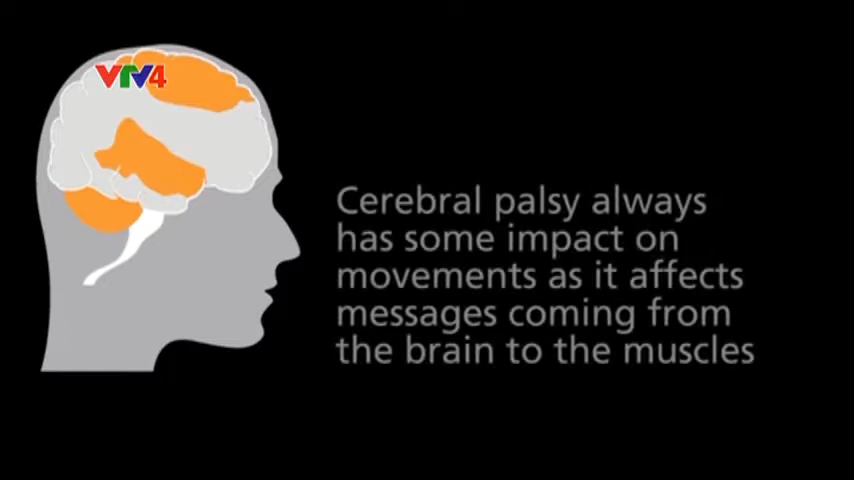 VTV4
Cerebral palsy always
has some impact on
movements as it affects
messages coming from
the brain to the muscles